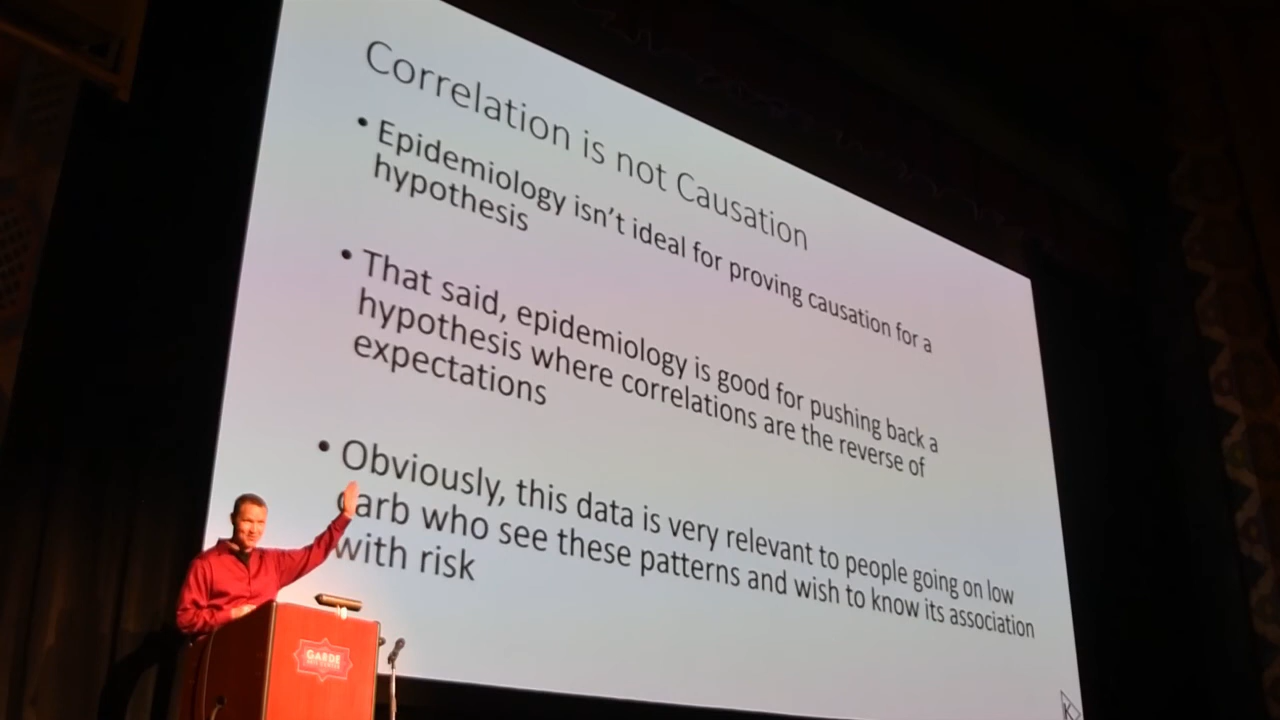 Correlation is not Causation
• Epidemiology isn't ideal for proving causation for a
hypothesis
• That said, epidemiology is good for pushing back a
hypothesis where correlations are the reverse of
expectations
• Obviously, this data is very relevant to people going on low
carb who see these patterns and wish to know its association
with risk
GARDE
K